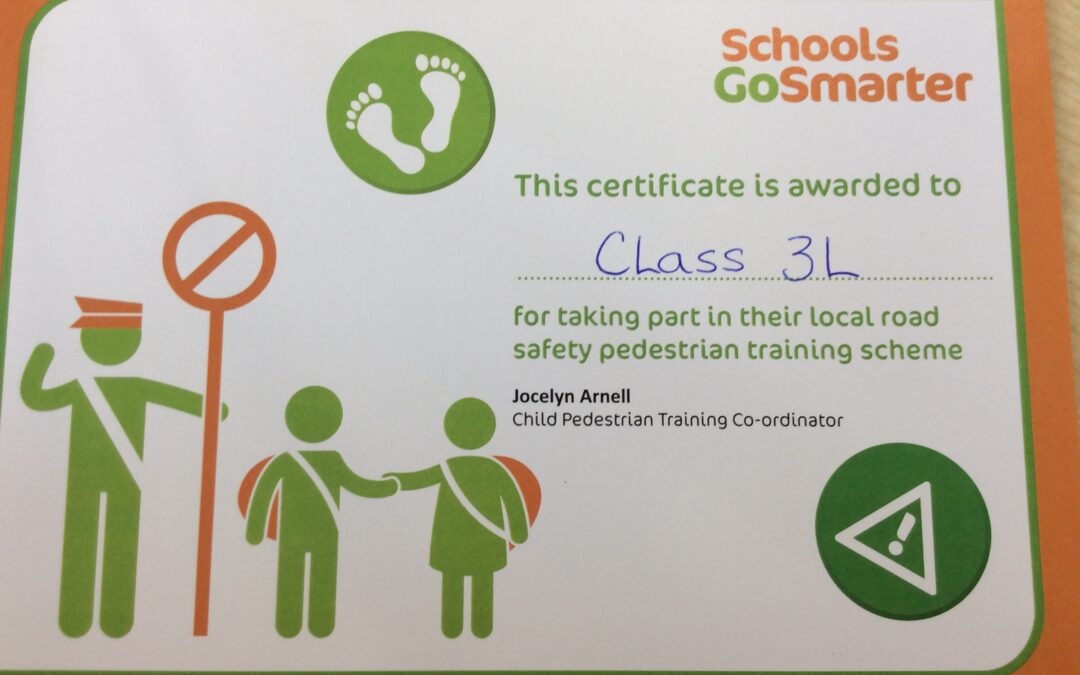 Schools
GoSmarter
This certificate is awarded to
Class 3L
for taking part in their local road
safety pedestrian training scheme
Jocelyn Arnell
Child Pedestrian Training Co-ordinator
!